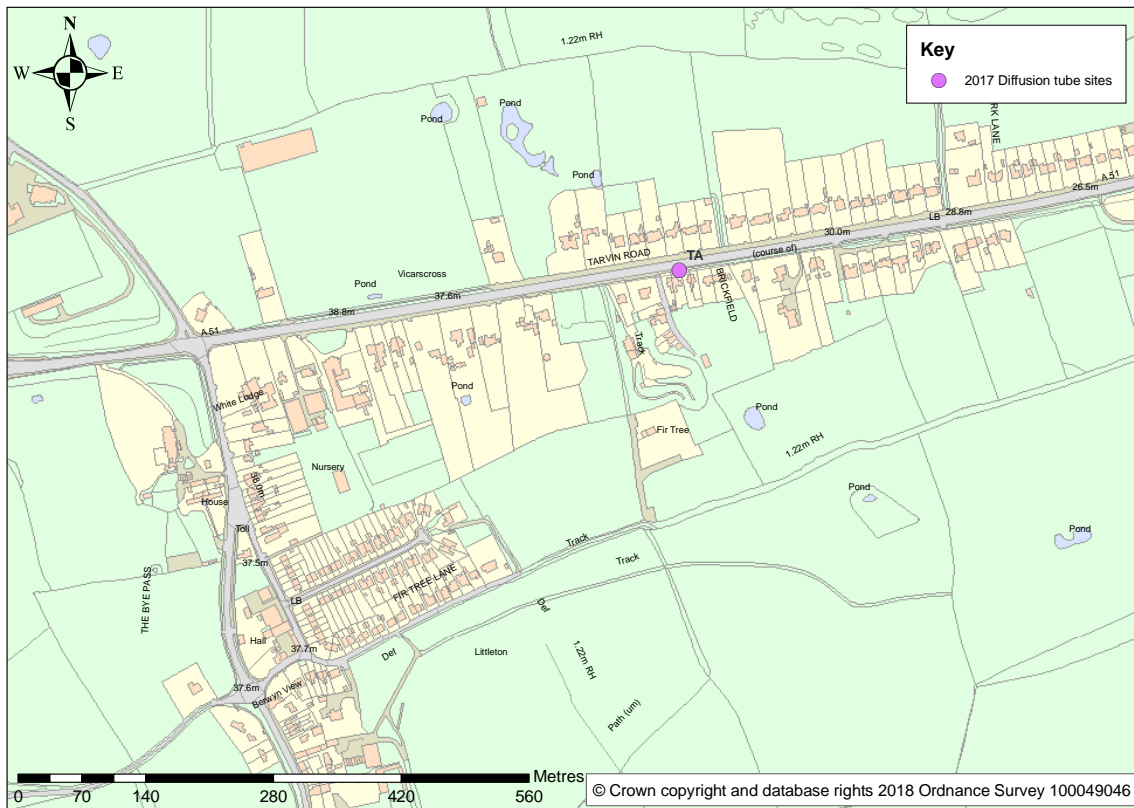 N
W E
S
1.22m RH
Key
2017 Diffusion tube sites
Pond
Pond
Pond
RK LANE
A 51
26.5m
28.8m
LB
30.0m
(course of)
TA
TARVIN ROAD
BRICKFIELD
Vicarscross
Pond
37.6m
38.8m
A 51
Track
White Lodge
Pond
Pond
Fir Tree
1.22m RH
Nursery
38.0m
House
Toll
Pond
Pond
37.5m
Track
Track
THE BYE PASS
FIR TREE LANE
LB
Def
Hall
37.7m
Def
Littleton
1.22m RH
37.6m
Berwyn View
Path (um)
Metres
0 70 140 280 420 560
© Crown copyright and database rights 2018 Ordnance Survey 100049046